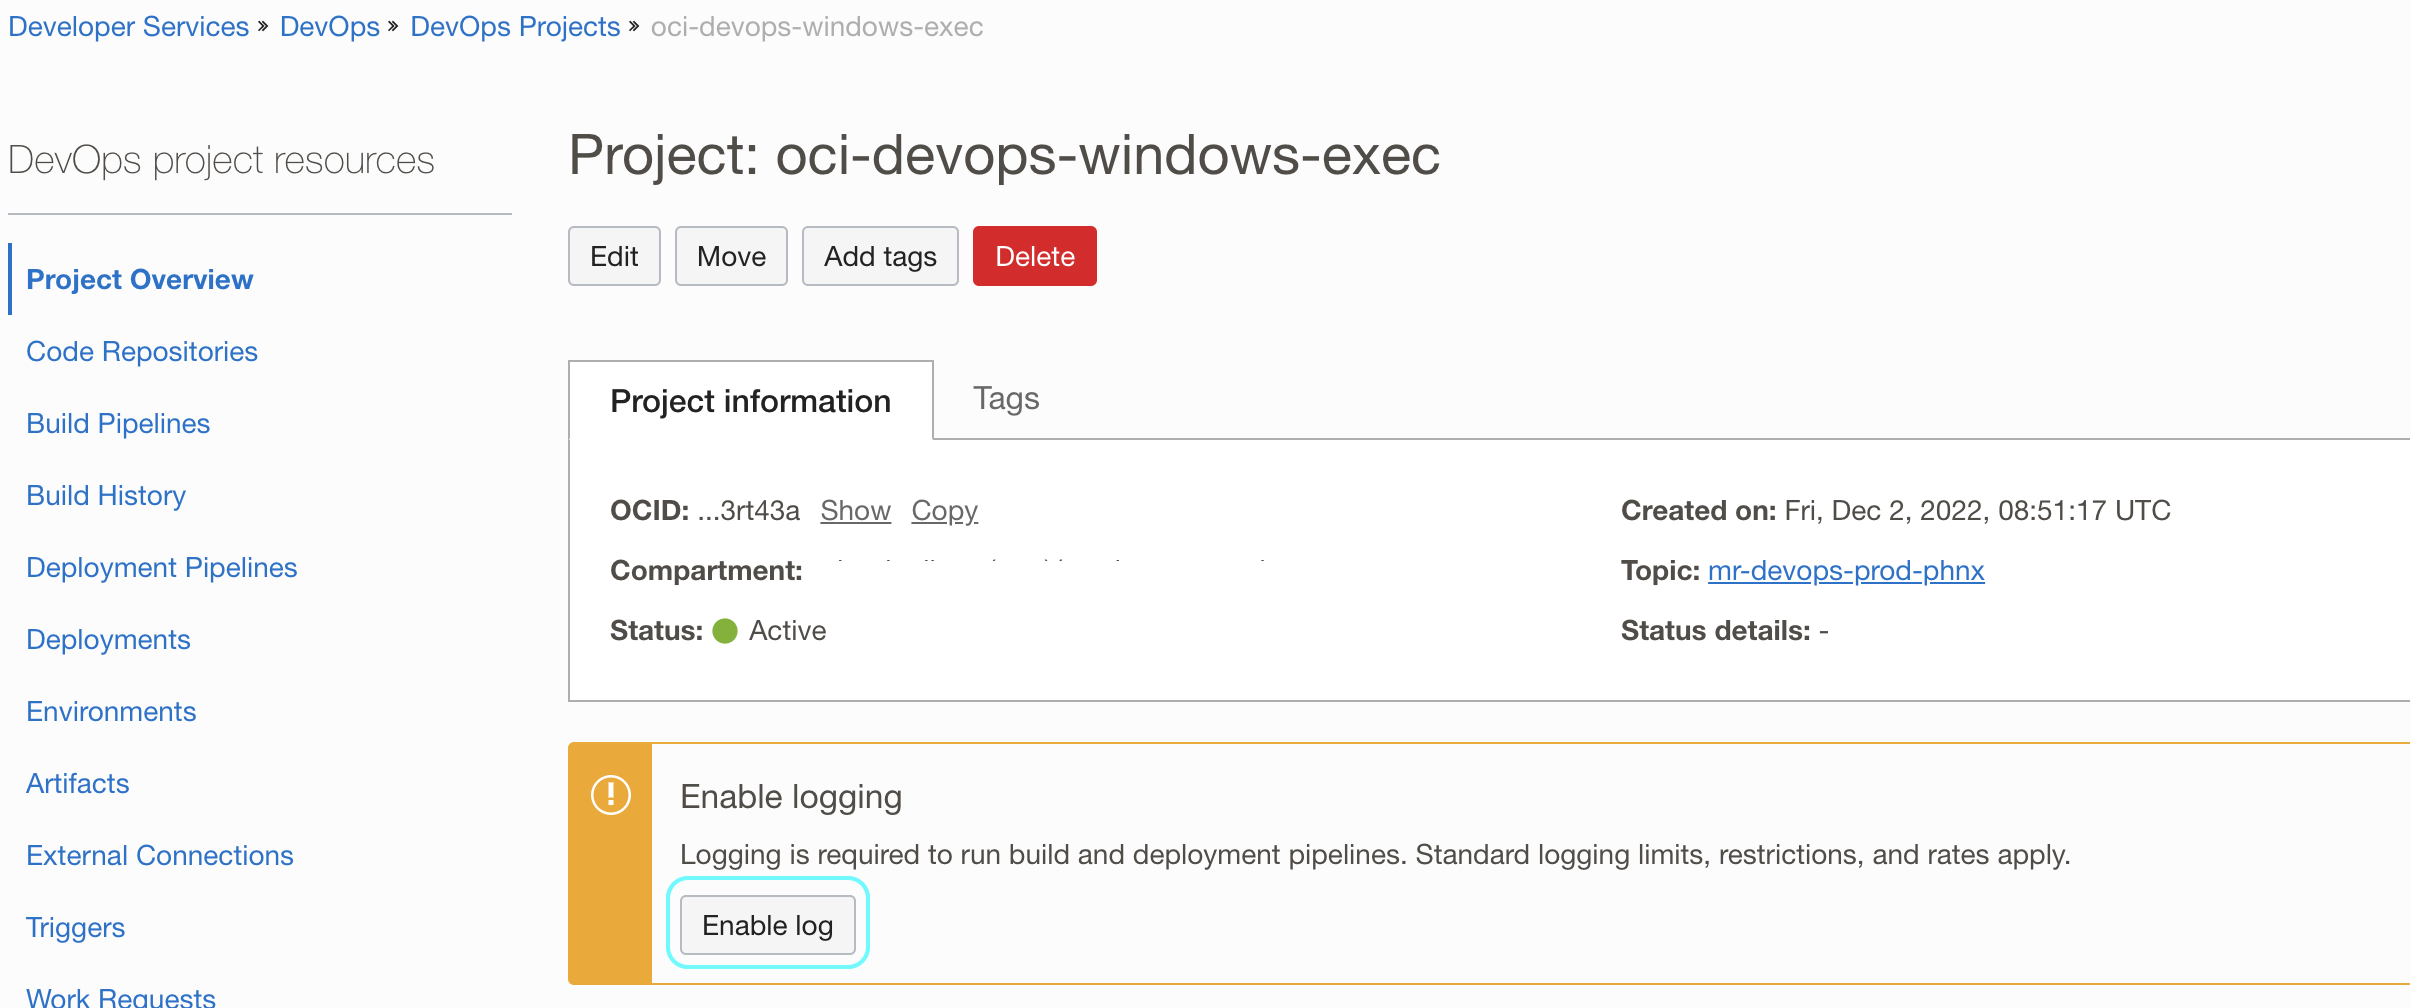 Developer Services » DevOps » DevOps Projects » oci-devops-windows-exec
DevOps project resources
Project Overview
Code Repositories
Build Pipelines
Build History
Deployment Pipelines
Deployments
Environments
Artifacts
External Connections
Triggers
Work Requests
Project: oci-devops-windows-exec
Edit Move Add tags Delete
Project information Tags
OCID: ...3rt43a Show Copy
Compartment:
Status: Active
Created on: Fri, Dec 2, 2022, 08:51:17 UTC
Topic: mr-devops-prod-phnx
Status details: -
Enable logging
Logging is required to run build and deployment pipelines. Standard logging limits, restrictions, and rates apply.
Enable log